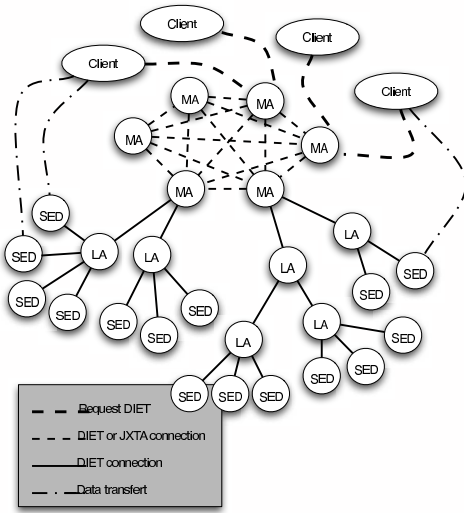 Client
Client
Client
Client
MA
MA
MA
MA
MA
MA
SED
LA
SED
LA
LA
SED
LA
SED
SED
SED
SED
SED
SED
LA
LA
SED
SED
SED
SED
SED
SED
SED
Request DIET
DIET or JXTA connection
DIET connection
Data transfert